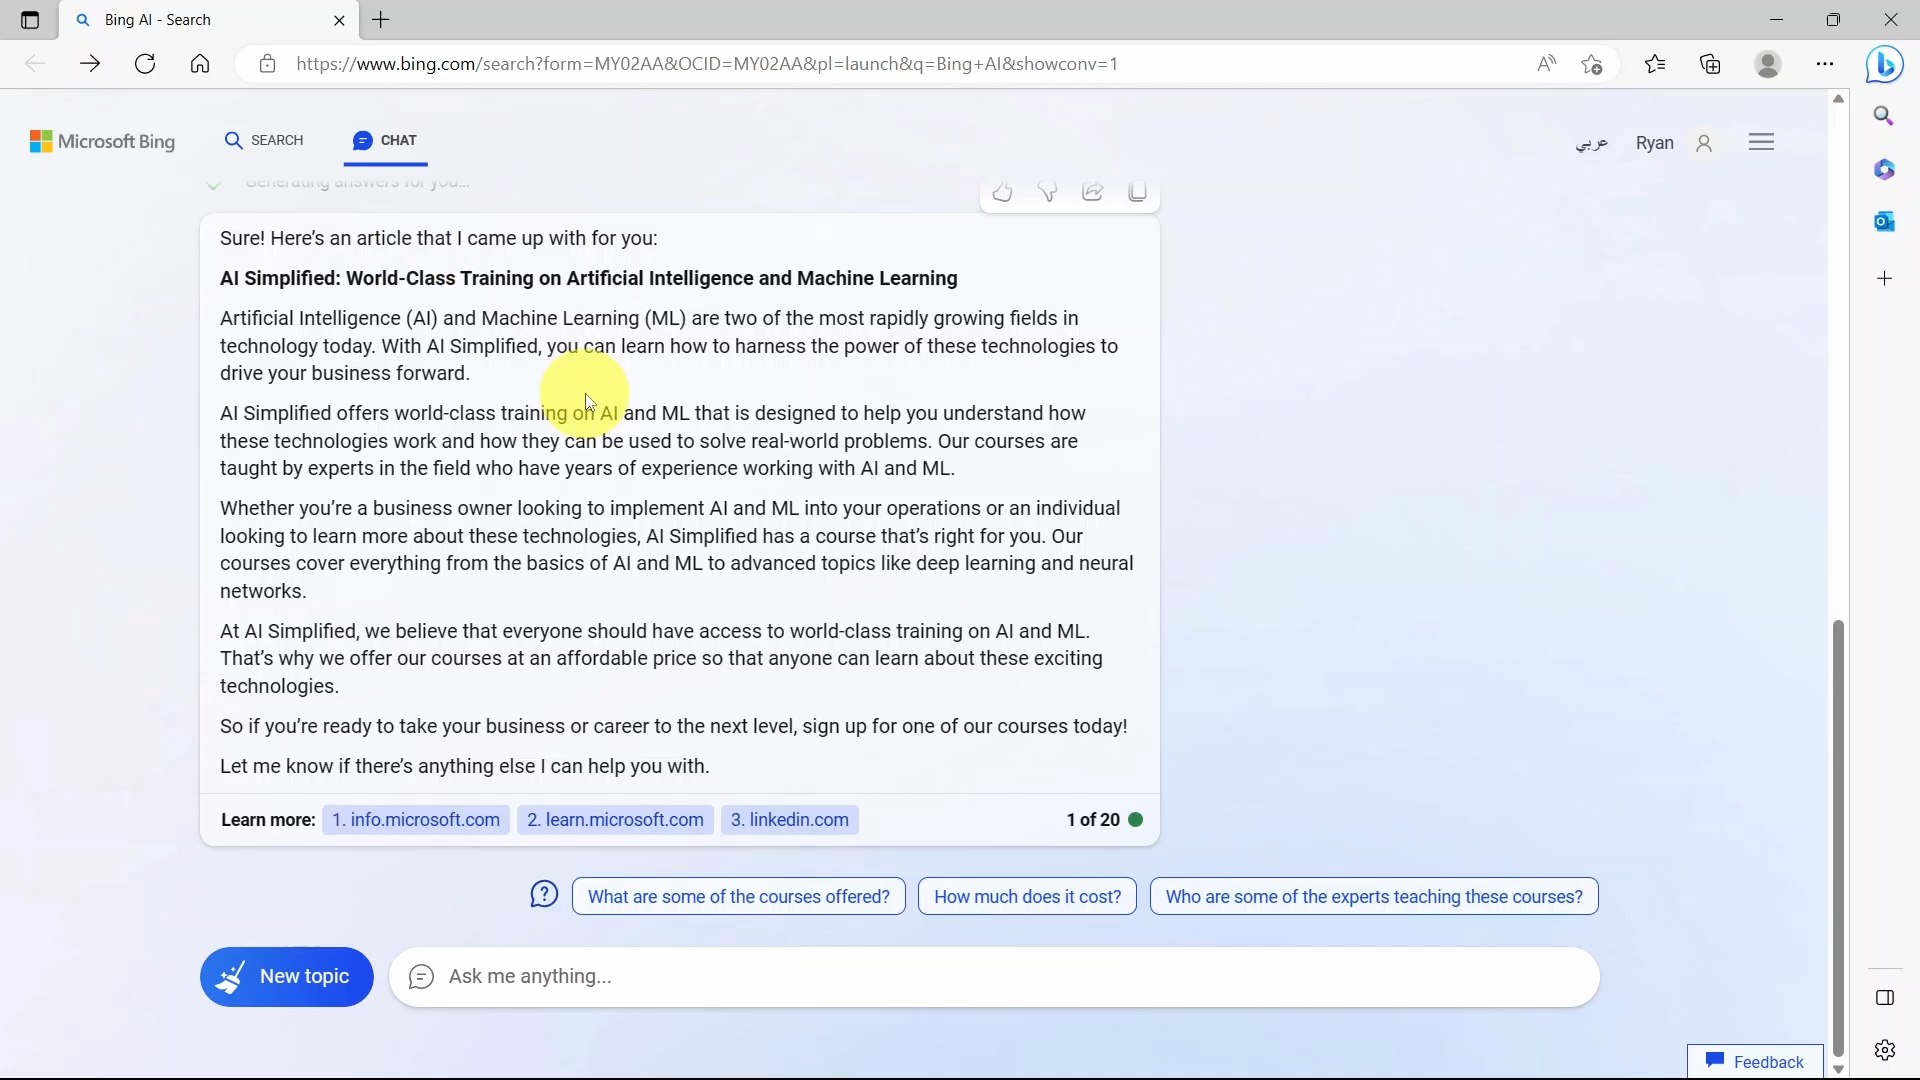 Bing AI - Search
https://www.bing.com/search?form=MY02AA&OCID=MY02AA&pl=launch&q=Bing+AI&showconv=1
Microsoft Bing
SEARCH
CHAT
عربي
Ryan
Generating answers for you...
Sure! Here's an article that I came up with for you:
AI Simplified: World-Class Training on Artificial Intelligence and Machine Learning
Artificial Intelligence (AI) and Machine Learning (ML) are two of the most rapidly growing fields in
technology today. With AI Simplified, you can learn how to harness the power of these technologies to
drive your business forward.
AI Simplified offers world-class training on AI and ML that is designed to help you understand how
these technologies work and how they can be used to solve real-world problems. Our courses are
taught by experts in the field who have years of experience working with AI and ML.
Whether you're a business owner looking to implement AI and ML into your operations or an individual
looking to learn more about these technologies, AI Simplified has a course that's right for you. Our
courses cover everything from the basics of AI and ML to advanced topics like deep learning and neural
networks.
At AI Simplified, we believe that everyone should have access to world-class training on AI and ML.
That's why we offer our courses at an affordable price so that anyone can learn about these exciting
technologies.
So if you're ready to take your business or career to the next level, sign up for one of our courses today!
Let me know if there's anything else I can help you with.
Learn more: 1. info.microsoft.com 2. learn.microsoft.com 3. linkedin.com 1 of 20
What are some of the courses offered?
How much does it cost?
Who are some of the experts teaching these courses?
New topic
Ask me anything...
Feedback